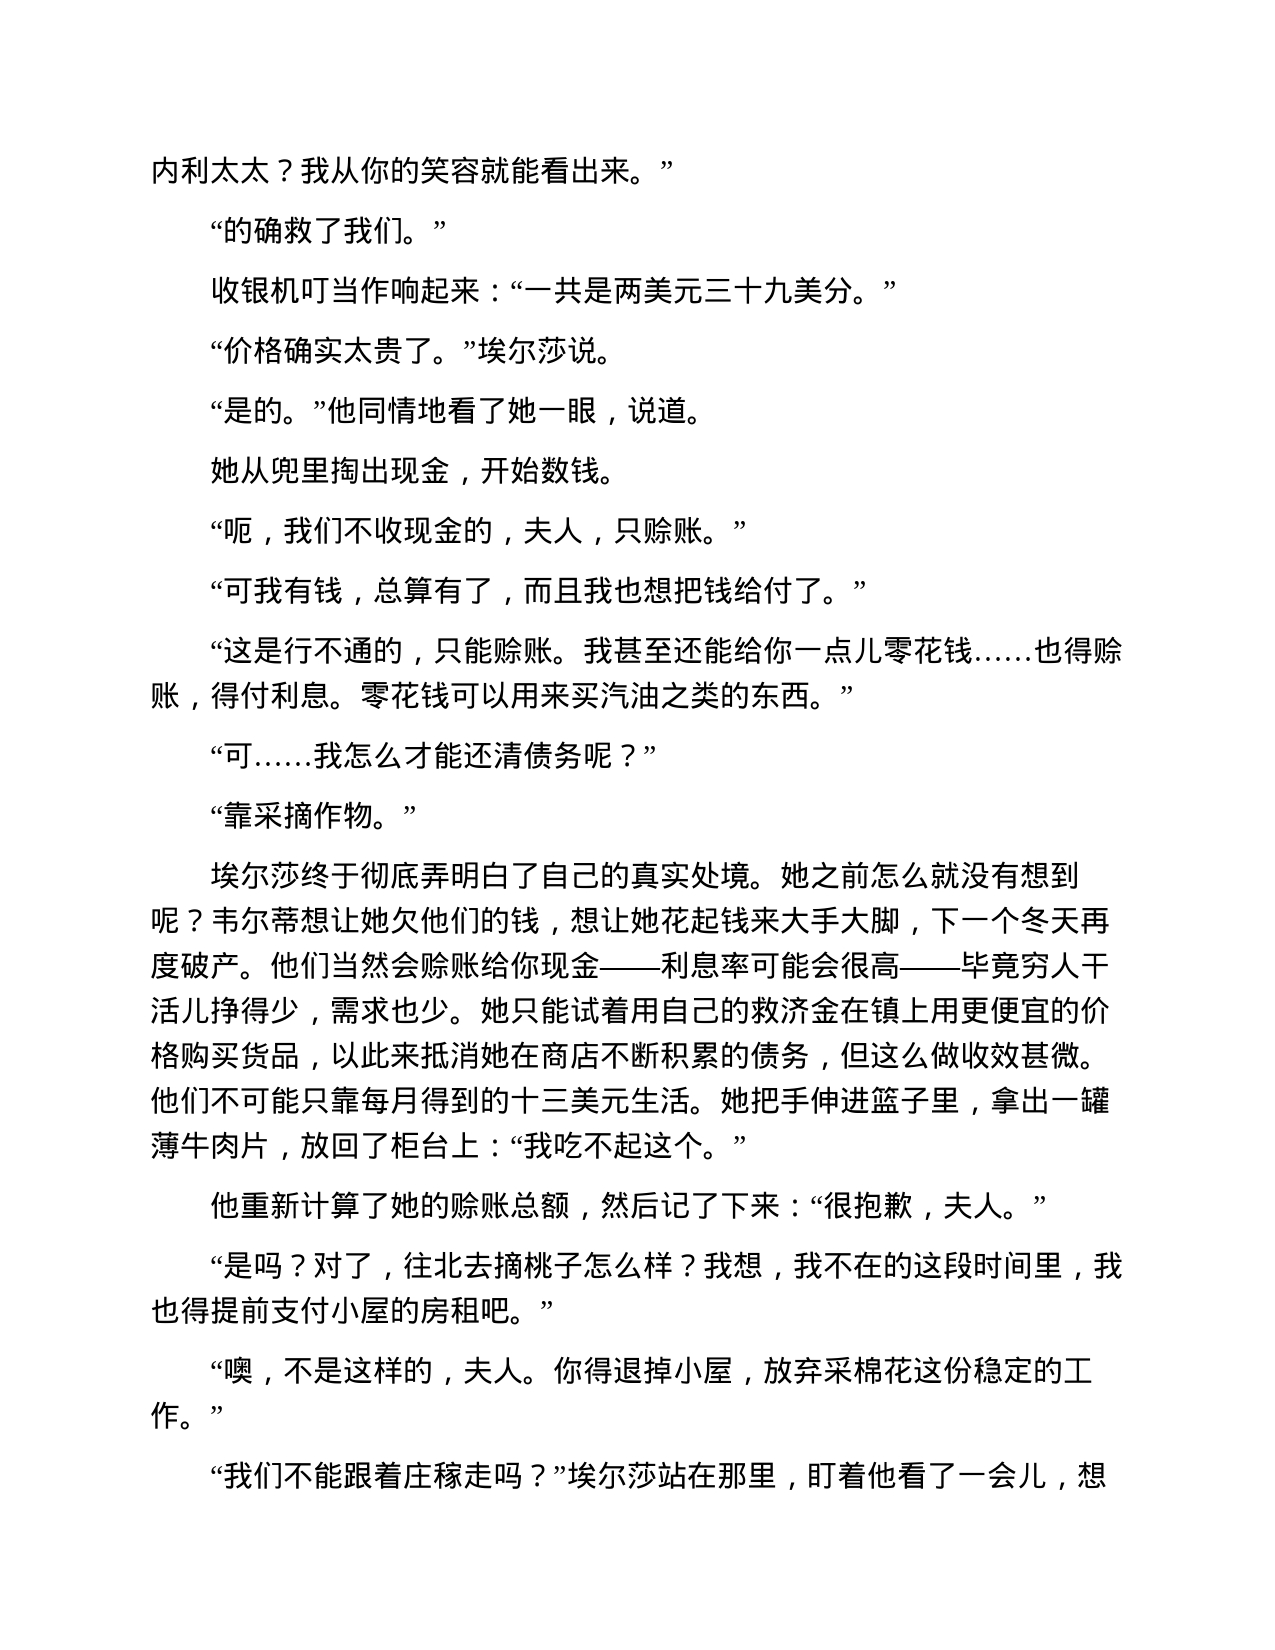 内利太太？我从你的笑容就能看出来。”
“的确救了我们。”
收银机叮当作响起来：“一共是两美元三十九美分。”
“价格确实太贵了。”埃尔莎说。
“是的。”他同情地看了她一眼，说道。
她从兜里掏出现金，开始数钱。
“呃，我们不收现金的，夫人，只赊账。”
“可我有钱，总算有了，而且我也想把钱给付了。”
“这是行不通的，只能赊账。我甚至还能给你一点儿零花钱……也得赊
账，得付利息。零花钱可以用来买汽油之类的东西。”
“可……我怎么才能还清债务呢？”
“靠采摘作物。”
埃尔莎终于彻底弄明白了自己的真实处境。她之前怎么就没有想到
呢？韦尔蒂想让她欠他们的钱，想让她花起钱来大手大脚，下一个冬天再
度破产。他们当然会赊账给你现金——利息率可能会很高——毕竟穷人干
活儿挣得少，需求也少。她只能试着用自己的救济金在镇上用更便宜的价
格购买货品，以此来抵消她在商店不断积累的债务，但这么做收效甚微。
他们不可能只靠每月得到的十三美元生活。她把手伸进篮子里，拿出一罐
薄牛肉片，放回了柜台上：“我吃不起这个。”
他重新计算了她的赊账总额，然后记了下来：“很抱歉，夫人。”
“是吗？对了，往北去摘桃子怎么样？我想，我不在的这段时间里，我
也得提前支付小屋的房租吧。”
“噢，不是这样的，夫人。你得退掉小屋，放弃采棉花这份稳定的工
作。”
“我们不能跟着庄稼走吗？”埃尔莎站在那里，盯着他看了一会儿，想